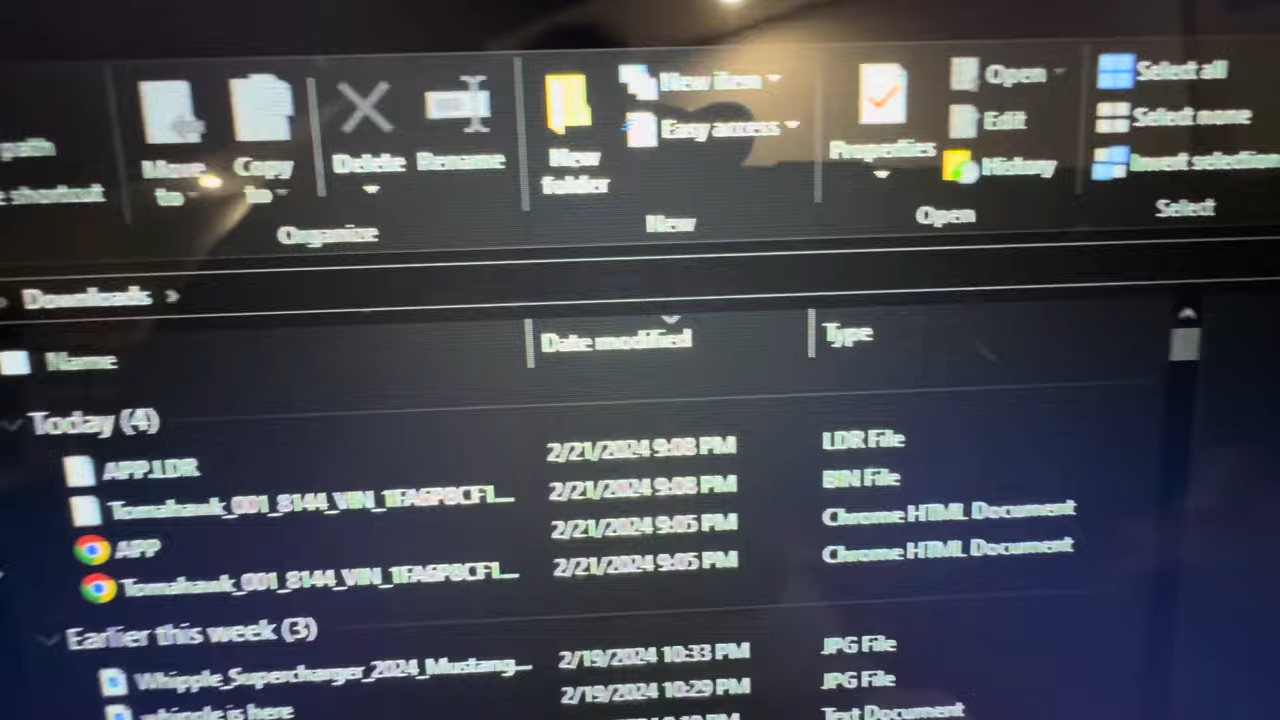 path
shortcut
Move to
Copy to
Delete
Rename
Organize
New folder
New item
Easy access
New
Properties
Open
Edit
History
Open
Select all
Select none
Invert selection
Select
Downloads
Name Date modified Type
Today (4)
APP.LDR 2/21/2024 9:08 PM LDR File
Tomahawk_001_8144_VIN_1FA6P8CF1... 2/21/2024 9:08 PM BIN File
APP 2/21/2024 9:05 PM Chrome HTML Document
Tomahawk_001_8144_VIN_1FA6P8CF1... 2/21/2024 9:05 PM Chrome HTML Document
Earlier this week (3)
Whipple_Supercharger_2024_Mustang... 2/19/2024 10:33 PM JPG File
whipple is here 2/19/2024 10:29 PM JPG File
Text Document